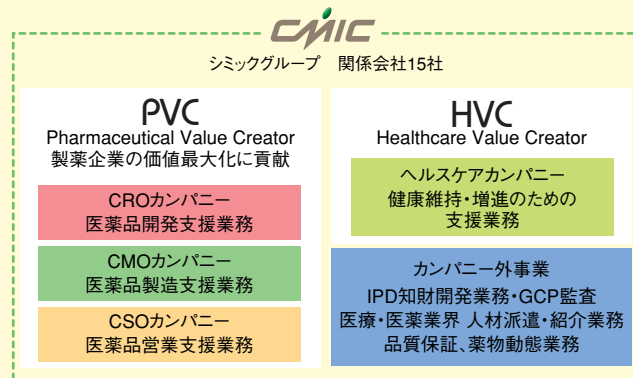 CMIC
シミックグループ 関係会社15社
PVC
Pharmaceutical Value Creator
製薬企業の価値最大化に貢献
CROカンパニー
医薬品開発支援業務
CMOカンパニー
医薬品製造支援業務
CSOカンパニー
医薬品営業支援業務
HVC
Healthcare Value Creator
ヘルスケアカンパニー
健康維持・増進のための
支援業務
カンパニー外事業
IPD知財開発業務・GCP監査
医療・医薬業界 人材派遣・紹介業務
品質保証、薬物動態業務